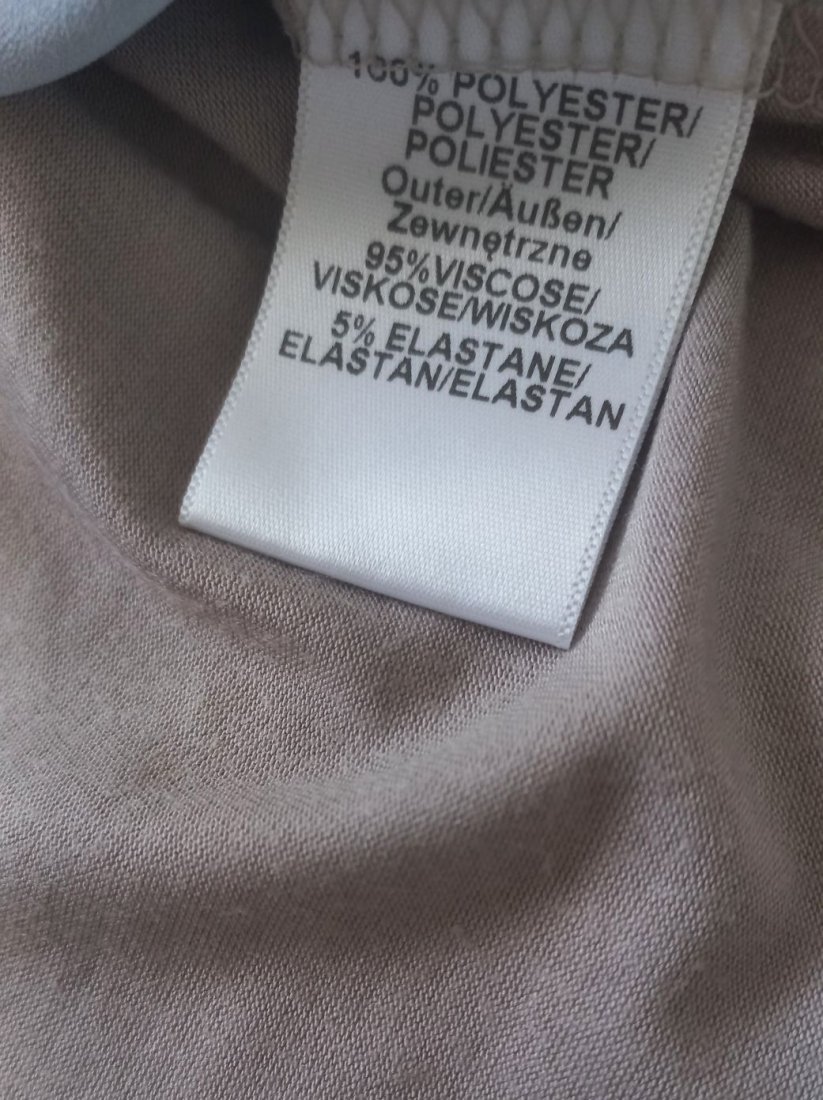 100% POLYESTER/
POLYESTER/
POLIESTER
Outer/Äußen/
Zewnętrzne
95%VISCOSE/
VISKOSE/WISKOZA
5% ELASTANE/
ELASTAN/ELASTAN